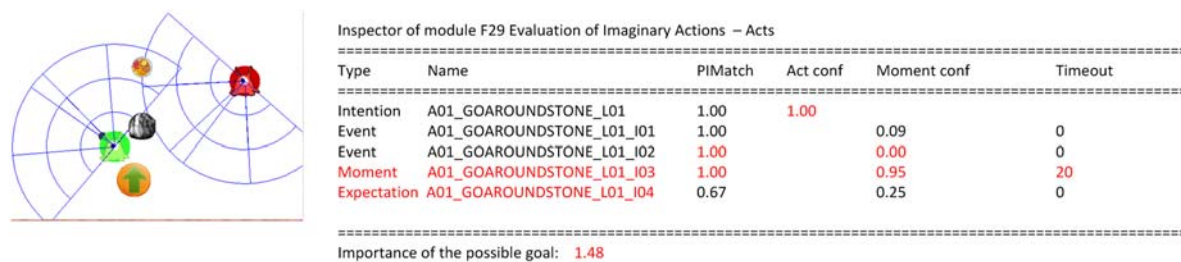 Inspector of module F29 Evaluation of Imaginary Actions – Acts
================================================================================
Type Name PIMatch Act conf Moment conf Timeout
================================================================================
Intention A01_GOAROUNDSTONE_L01 1.00 1.00
Event A01_GOAROUNDSTONE_L01_I01 1.00 0.09 0
Event A01_GOAROUNDSTONE_L01_I02 1.00 0.00 0
Moment A01_GOAROUNDSTONE_L01_I03 1.00 0.95 20
Expectation A01_GOAROUNDSTONE_L01_I04 0.67 0.25 0
================================================================================
Importance of the possible goal: 1.48